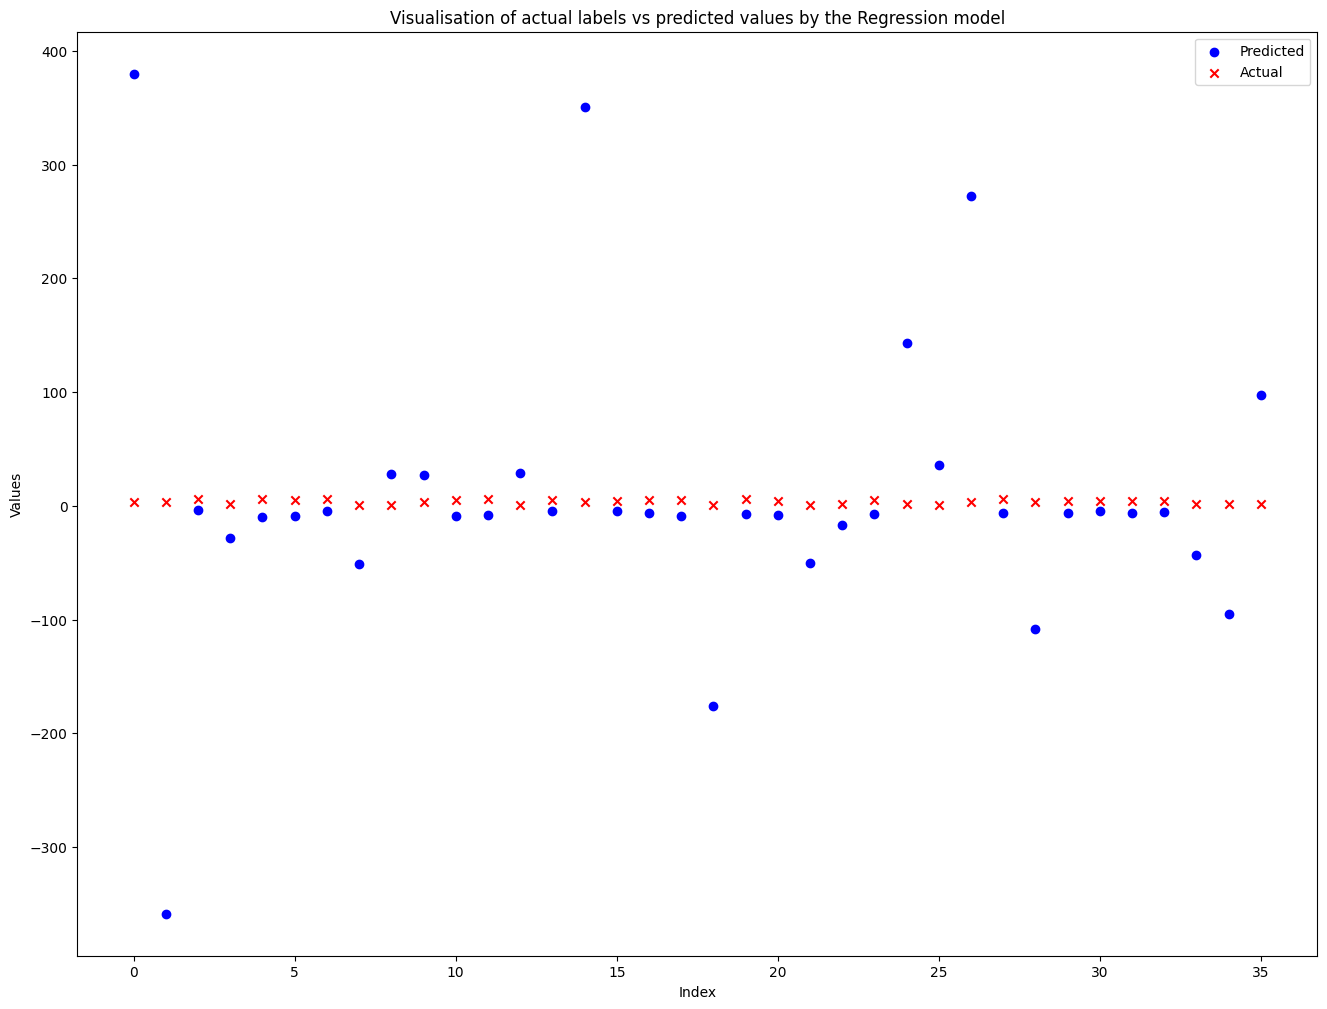 Visualisation of actual labels vs predicted values by the Regression model
Predicted
Actual
400
300
200
100
0
−100
−200
−300
Values
0 5 10 15 20 25 30 35
Index